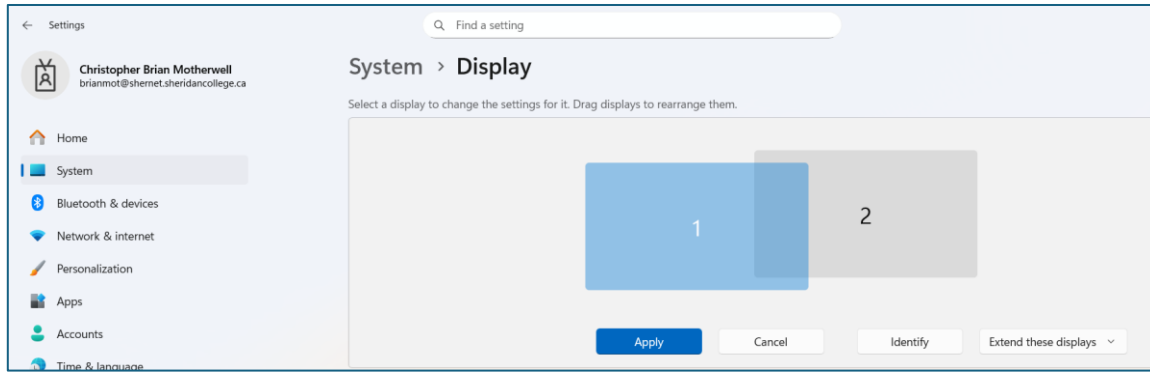 Settings
Find a setting
Christopher Brian Motherwell
brianmot@shernet.sheridancollege.ca
System > Display
Select a display to change the settings for it. Drag displays to rearrange them.
Home
System
Bluetooth & devices
Network & internet
Personalization
Apps
Accounts
Time & language
1
2
Apply
Cancel
Identify
Extend these displays